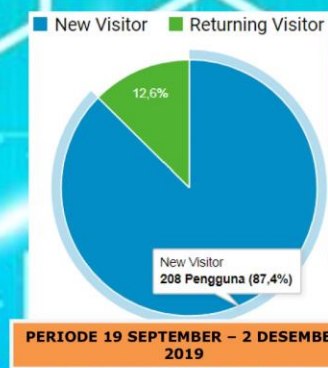 New Visitor Returning Visitor
12,6%
New Visitor
208 Pengguna (87,4%)
PERIODE 19 SEPTEMBER – 2 DESEMBE
2019